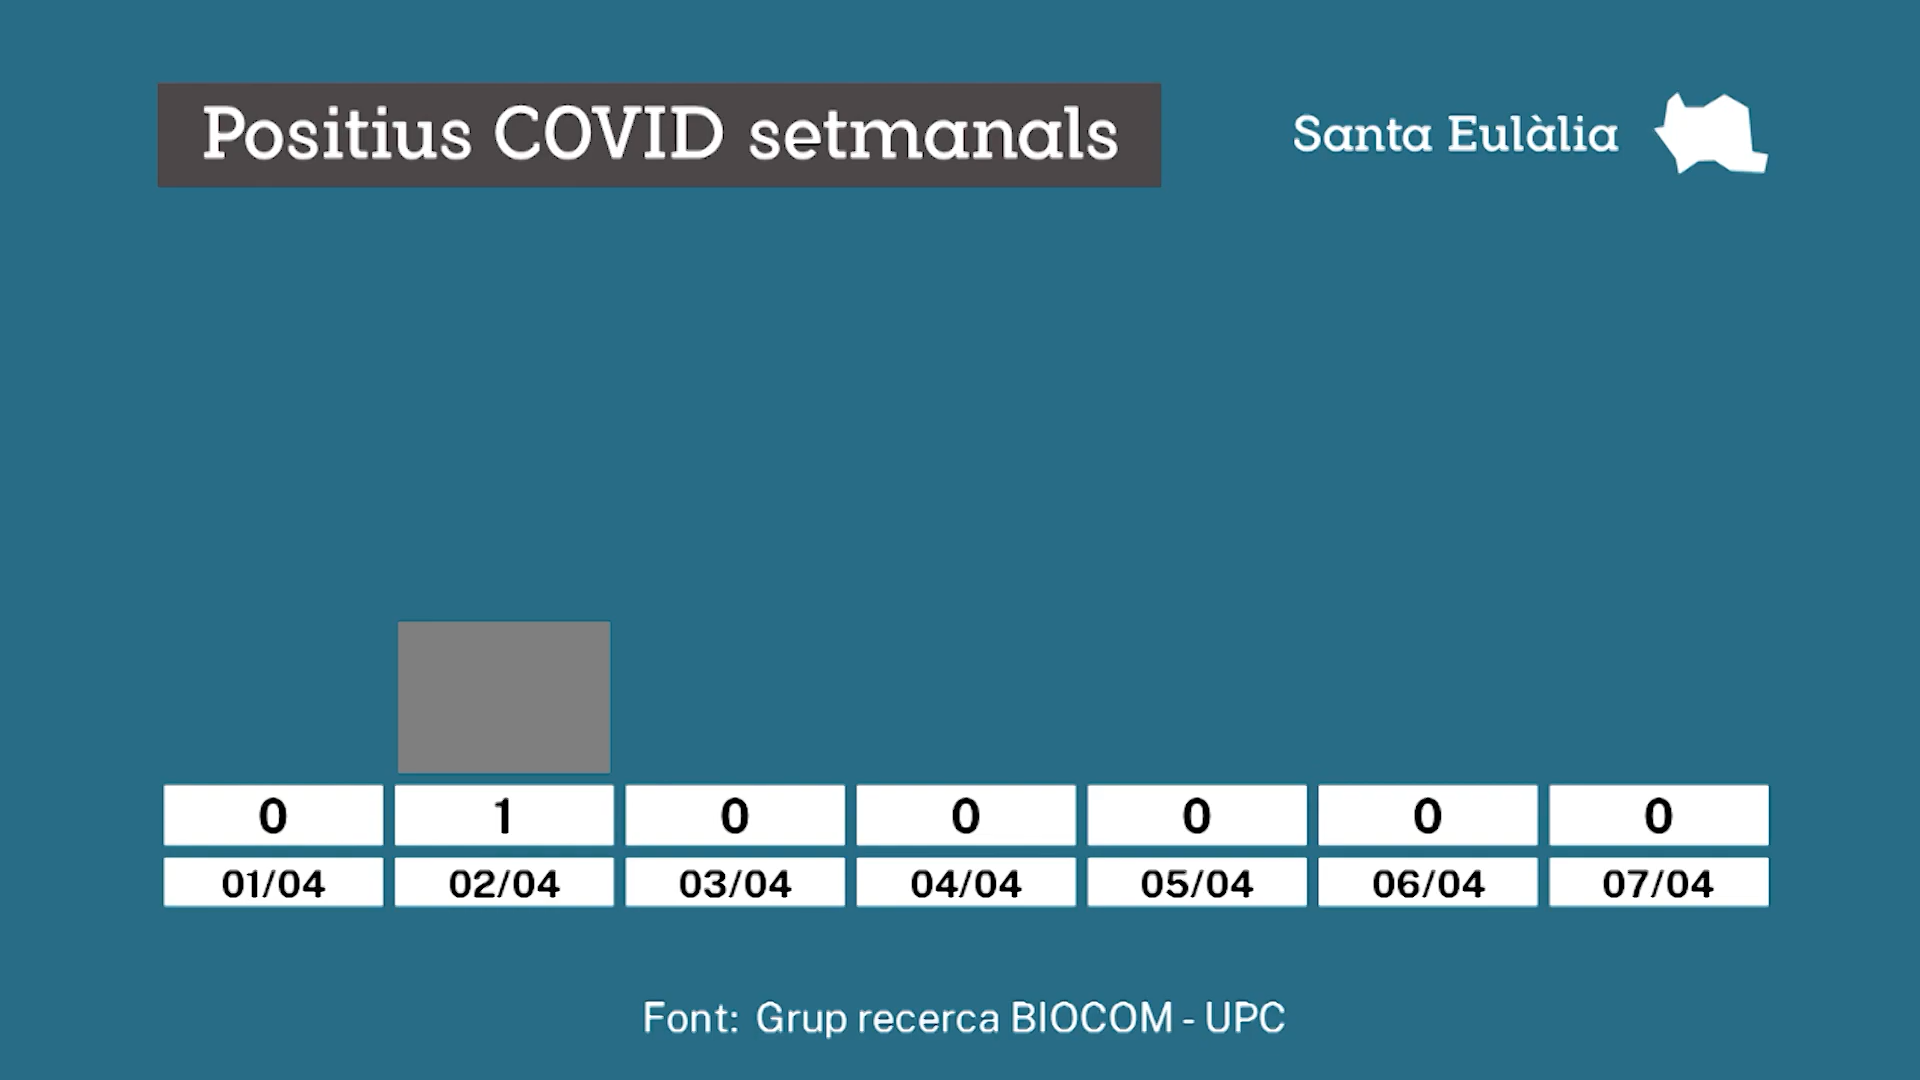 Positius COVID setmanals
Santa Eulàlia
0 1 0 0 0 0 0
01/04 02/04 03/04 04/04 05/04 06/04 07/04
Font: Grup recerca BIOCOM - UPC